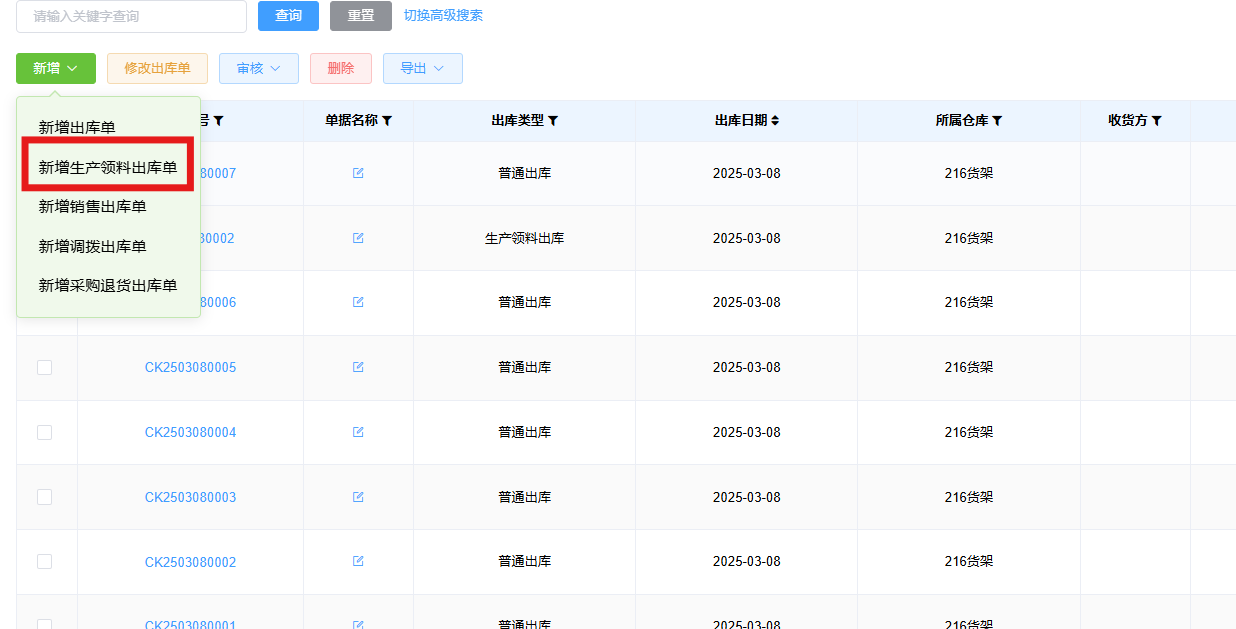 请输入关键字查询 查询 重置 切换高级搜索
新增 修改出库单 审核 删除 导出
新增出库单
新增生产领料出库单
新增销售出库单
新增调拨出库单
新增采购退货出库单
号 单据名称 出库类型 出库日期 所属仓库 收货方
80007 普通出库 2025-03-08 216货架
80002 生产领料出库 2025-03-08 216货架
80006 普通出库 2025-03-08 216货架
CK2503080005 普通出库 2025-03-08 216货架
CK2503080004 普通出库 2025-03-08 216货架
CK2503080003 普通出库 2025-03-08 216货架
CK2503080002 普通出库 2025-03-08 216货架
CK2503080001 普通出库 2025-03-08 216货架